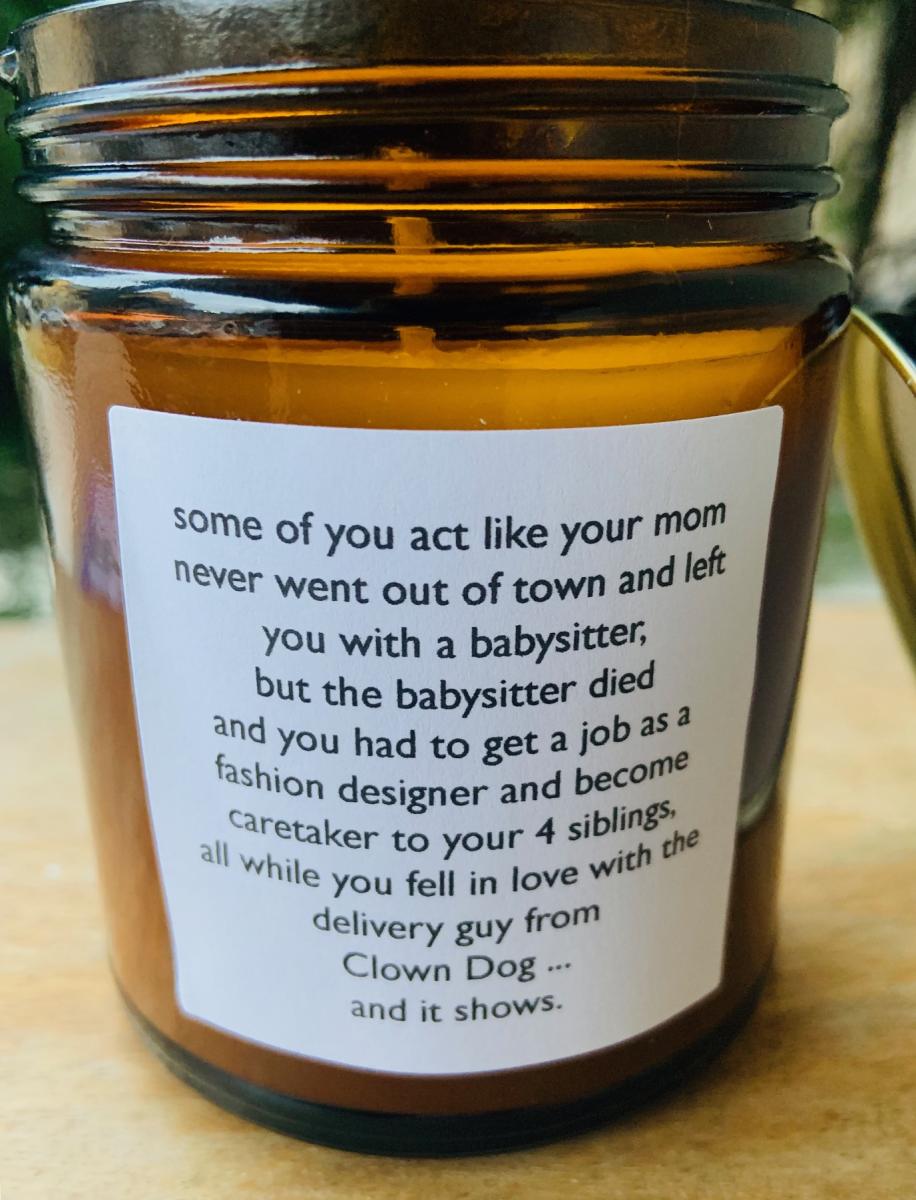 some of you act like your mom
never went out of town and left
you with a babysitter,
but the babysitter died
and you had to get a job as a
fashion designer and become
caretaker to your 4 siblings,
all while you fell in love with the
delivery guy from
Clown Dog ...
and it shows.